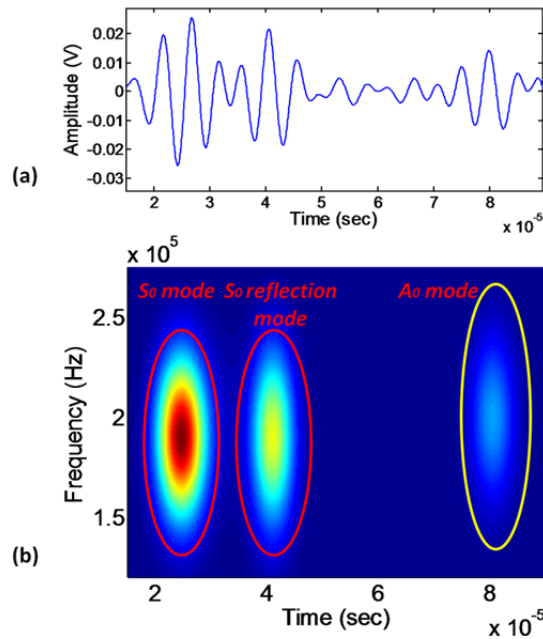 0.02
0.01
0
-0.01
-0.02
-0.03
Amplitude (V)
2 3 4 5 6 7 8
Time (sec)
x 10⁻⁵
(a)
x 10⁵
S₀ mode
S₀ reflection
mode
A₀ mode
2.5
2
1.5
Frequency (Hz)
2 4 6 8
Time (sec)
x 10⁻⁵
(b)